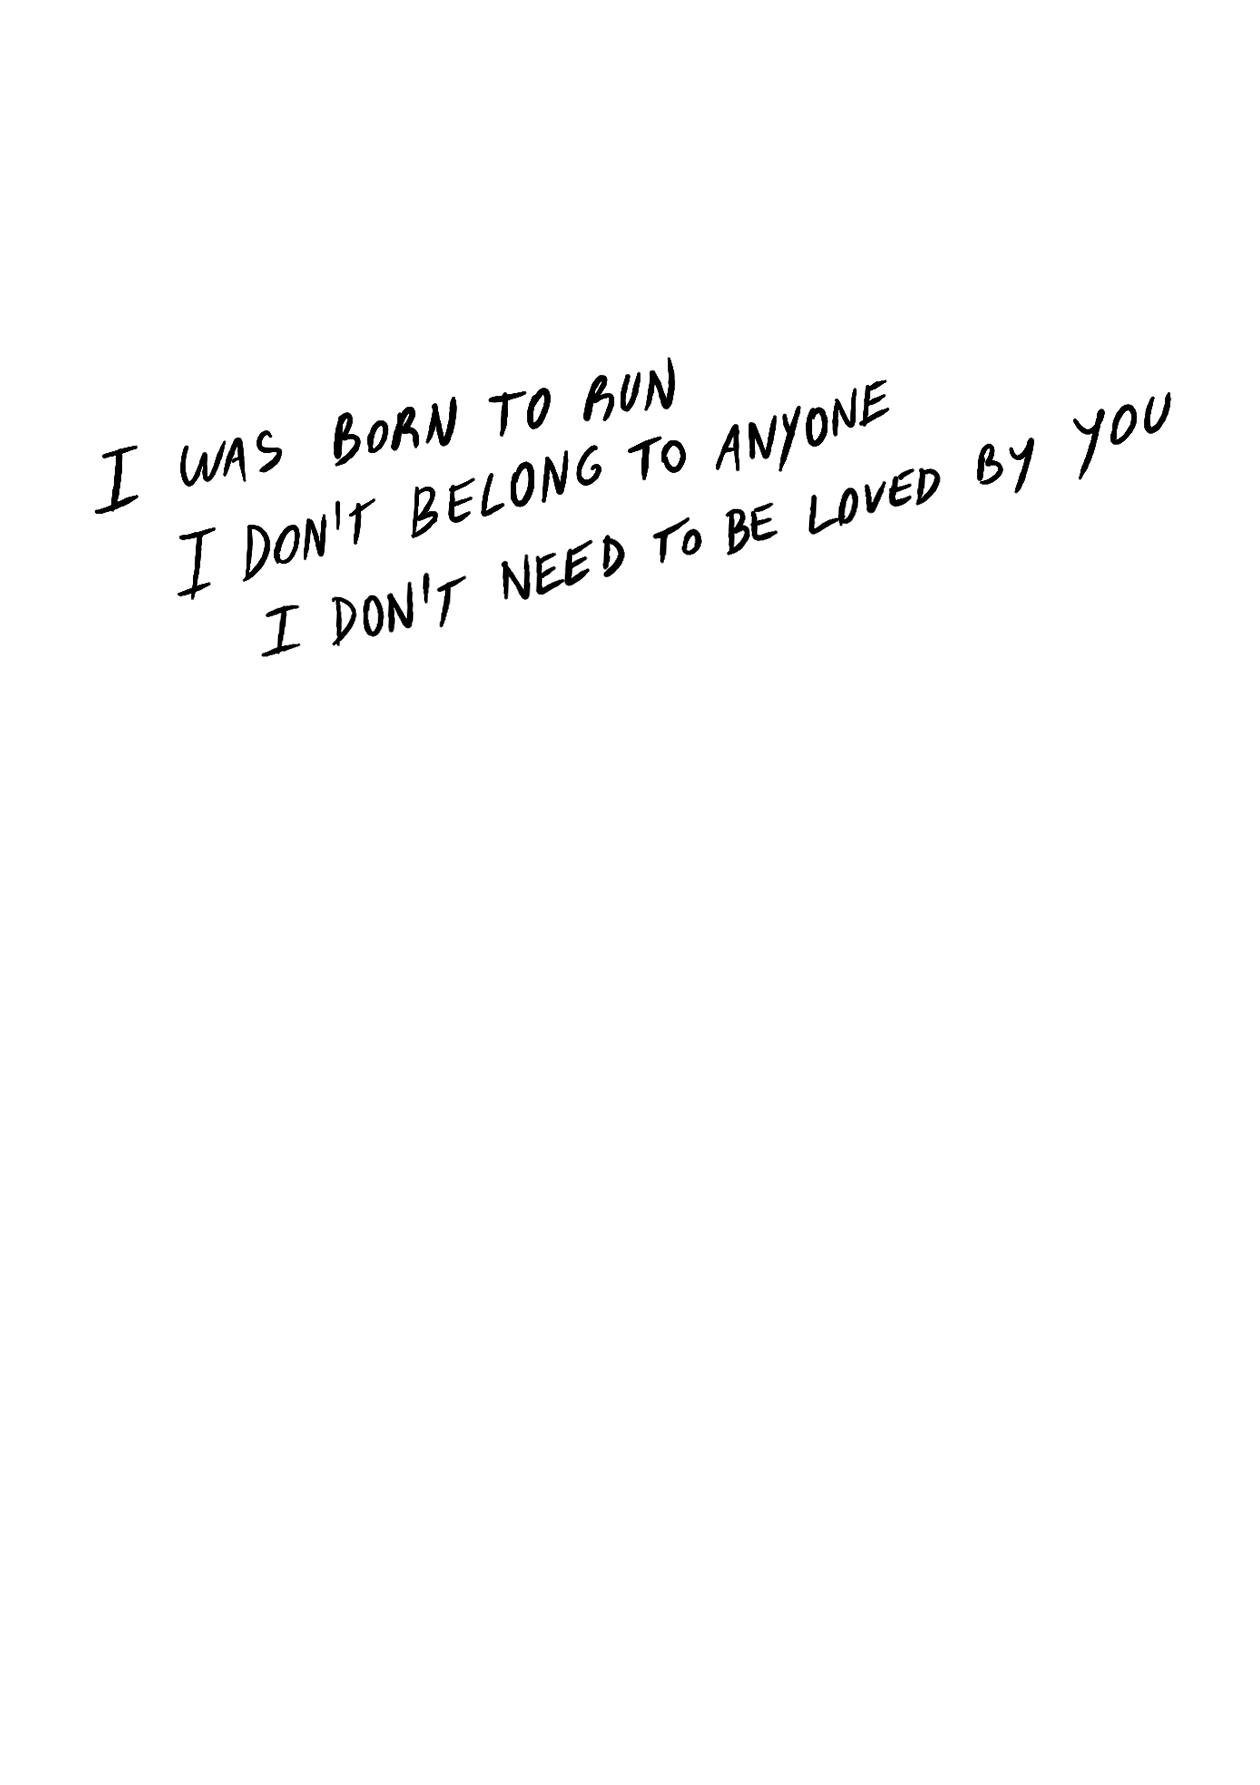 I WAS BORN TO RUN
I DON'T BELONG TO ANYONE
I DON'T NEED TO BE LOVED BY YOU